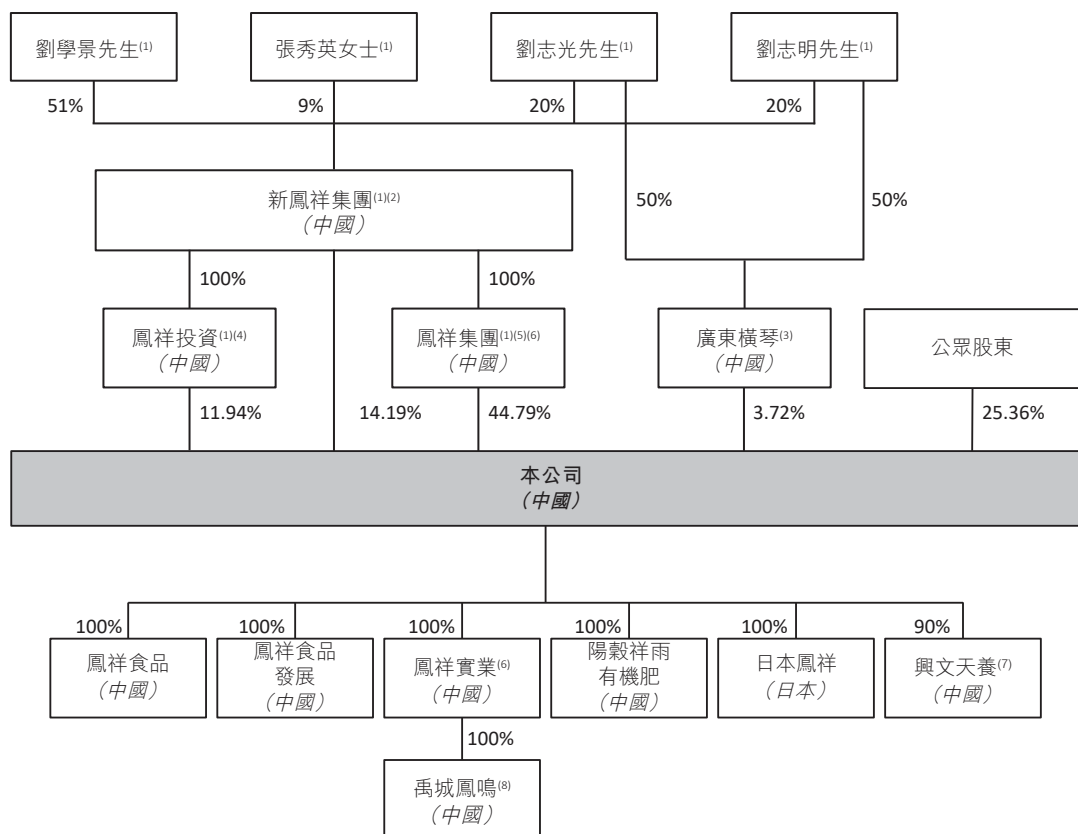 劉學景先生(1)
張秀英女士(1)
劉志光先生(1)
劉志明先生(1)
51%
9%
20%
20%
新鳳祥集團(1)(2)
（中國）
50%
50%
100%
100%
鳳祥投資(1)(4)
（中國）
鳳祥集團(1)(5)(6)
（中國）
廣東橫琴(3)
（中國）
公眾股東
11.94%
14.19%
44.79%
3.72%
25.36%
本公司
（中國）
100%
100%
100%
100%
100%
90%
鳳祥食品
（中國）
鳳祥食品
發展
（中國）
鳳祥實業(6)
（中國）
陽穀祥雨
有機肥
（中國）
日本鳳祥
（日本）
興文天養(7)
（中國）
100%
禹城鳳鳴(8)
（中國）